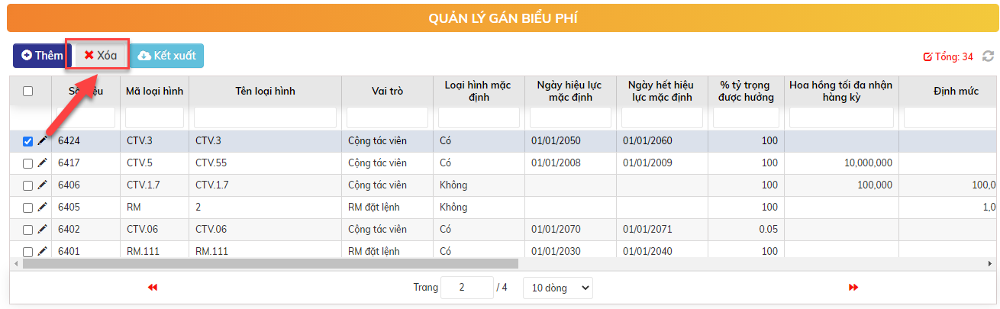 QUẢN LÝ GÁN BIỂU PHÍ
Thêm Xóa Kết xuất Tổng: 34
Mã loại hình Tên loại hình Vai trò Loại hình mặc định Ngày hiệu lực mặc định Ngày hết hiệu lực mặc định % tỷ trọng được hưởng Hoa hồng tối đa nhận hàng kỳ Định mức
6424 CTV.3 CTV.3 Cộng tác viên Có 01/01/2050 01/01/2060 100
6417 CTV.5 CTV.55 Cộng tác viên Có 01/01/2008 01/01/2009 100 10,000,000
6406 CTV.1.7 CTV.1.7 Cộng tác viên Không 100 100,000 100,0
6405 RM 2 RM đặt lệnh Không 100 1,0
6402 CTV.06 CTV.06 Cộng tác viên Có 01/01/2070 01/01/2071 0.05
6401 RM.111 RM.111 RM đặt lệnh Có 01/01/2030 01/01/2040 100
Trang 2 / 4 10 dòng